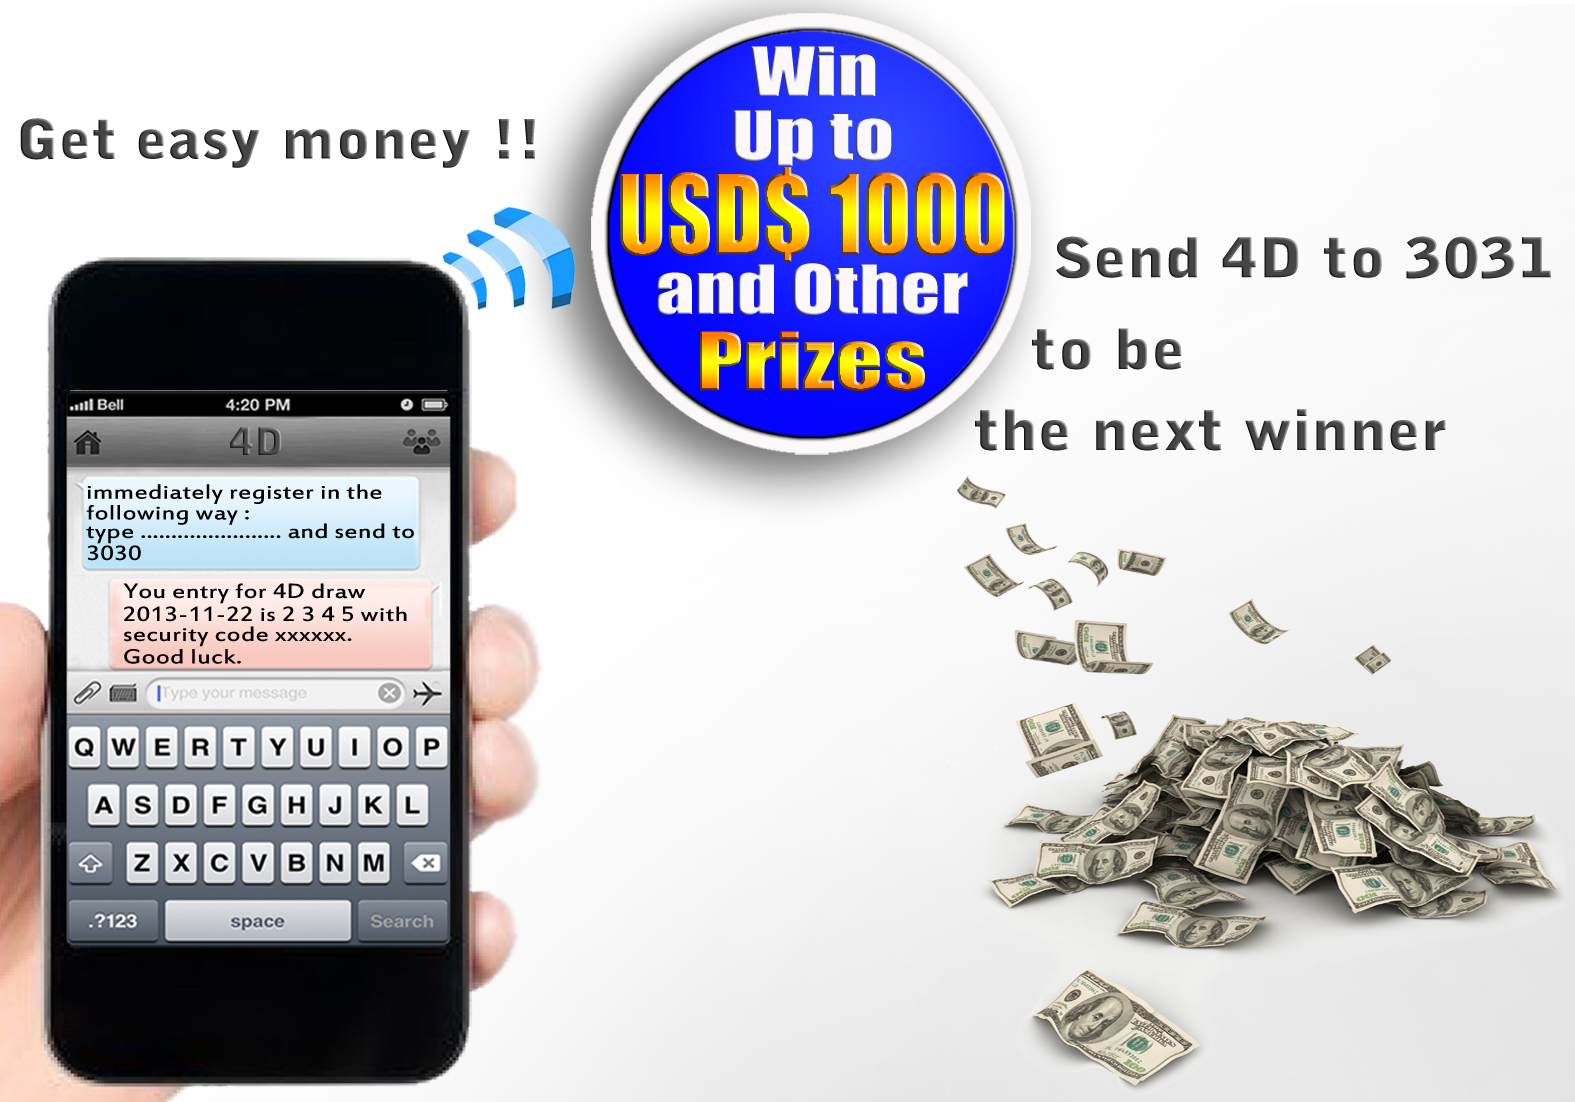 Get easy money !!
Win
Up to
USD$ 1000
and Other
Prizes
Send 4D to 3031
to be
the next winner
Bell
4:20 PM
4D
immediately register in the
following way :
type ....................... and send to
3030
You entry for 4D draw
2013-11-22 is 2 3 4 5 with
security code xxxxxx.
Good luck.
Type your message
Q W E R T Y U I O P
A S D F G H J K L
Z X C V B N M
.?123 space Search
100